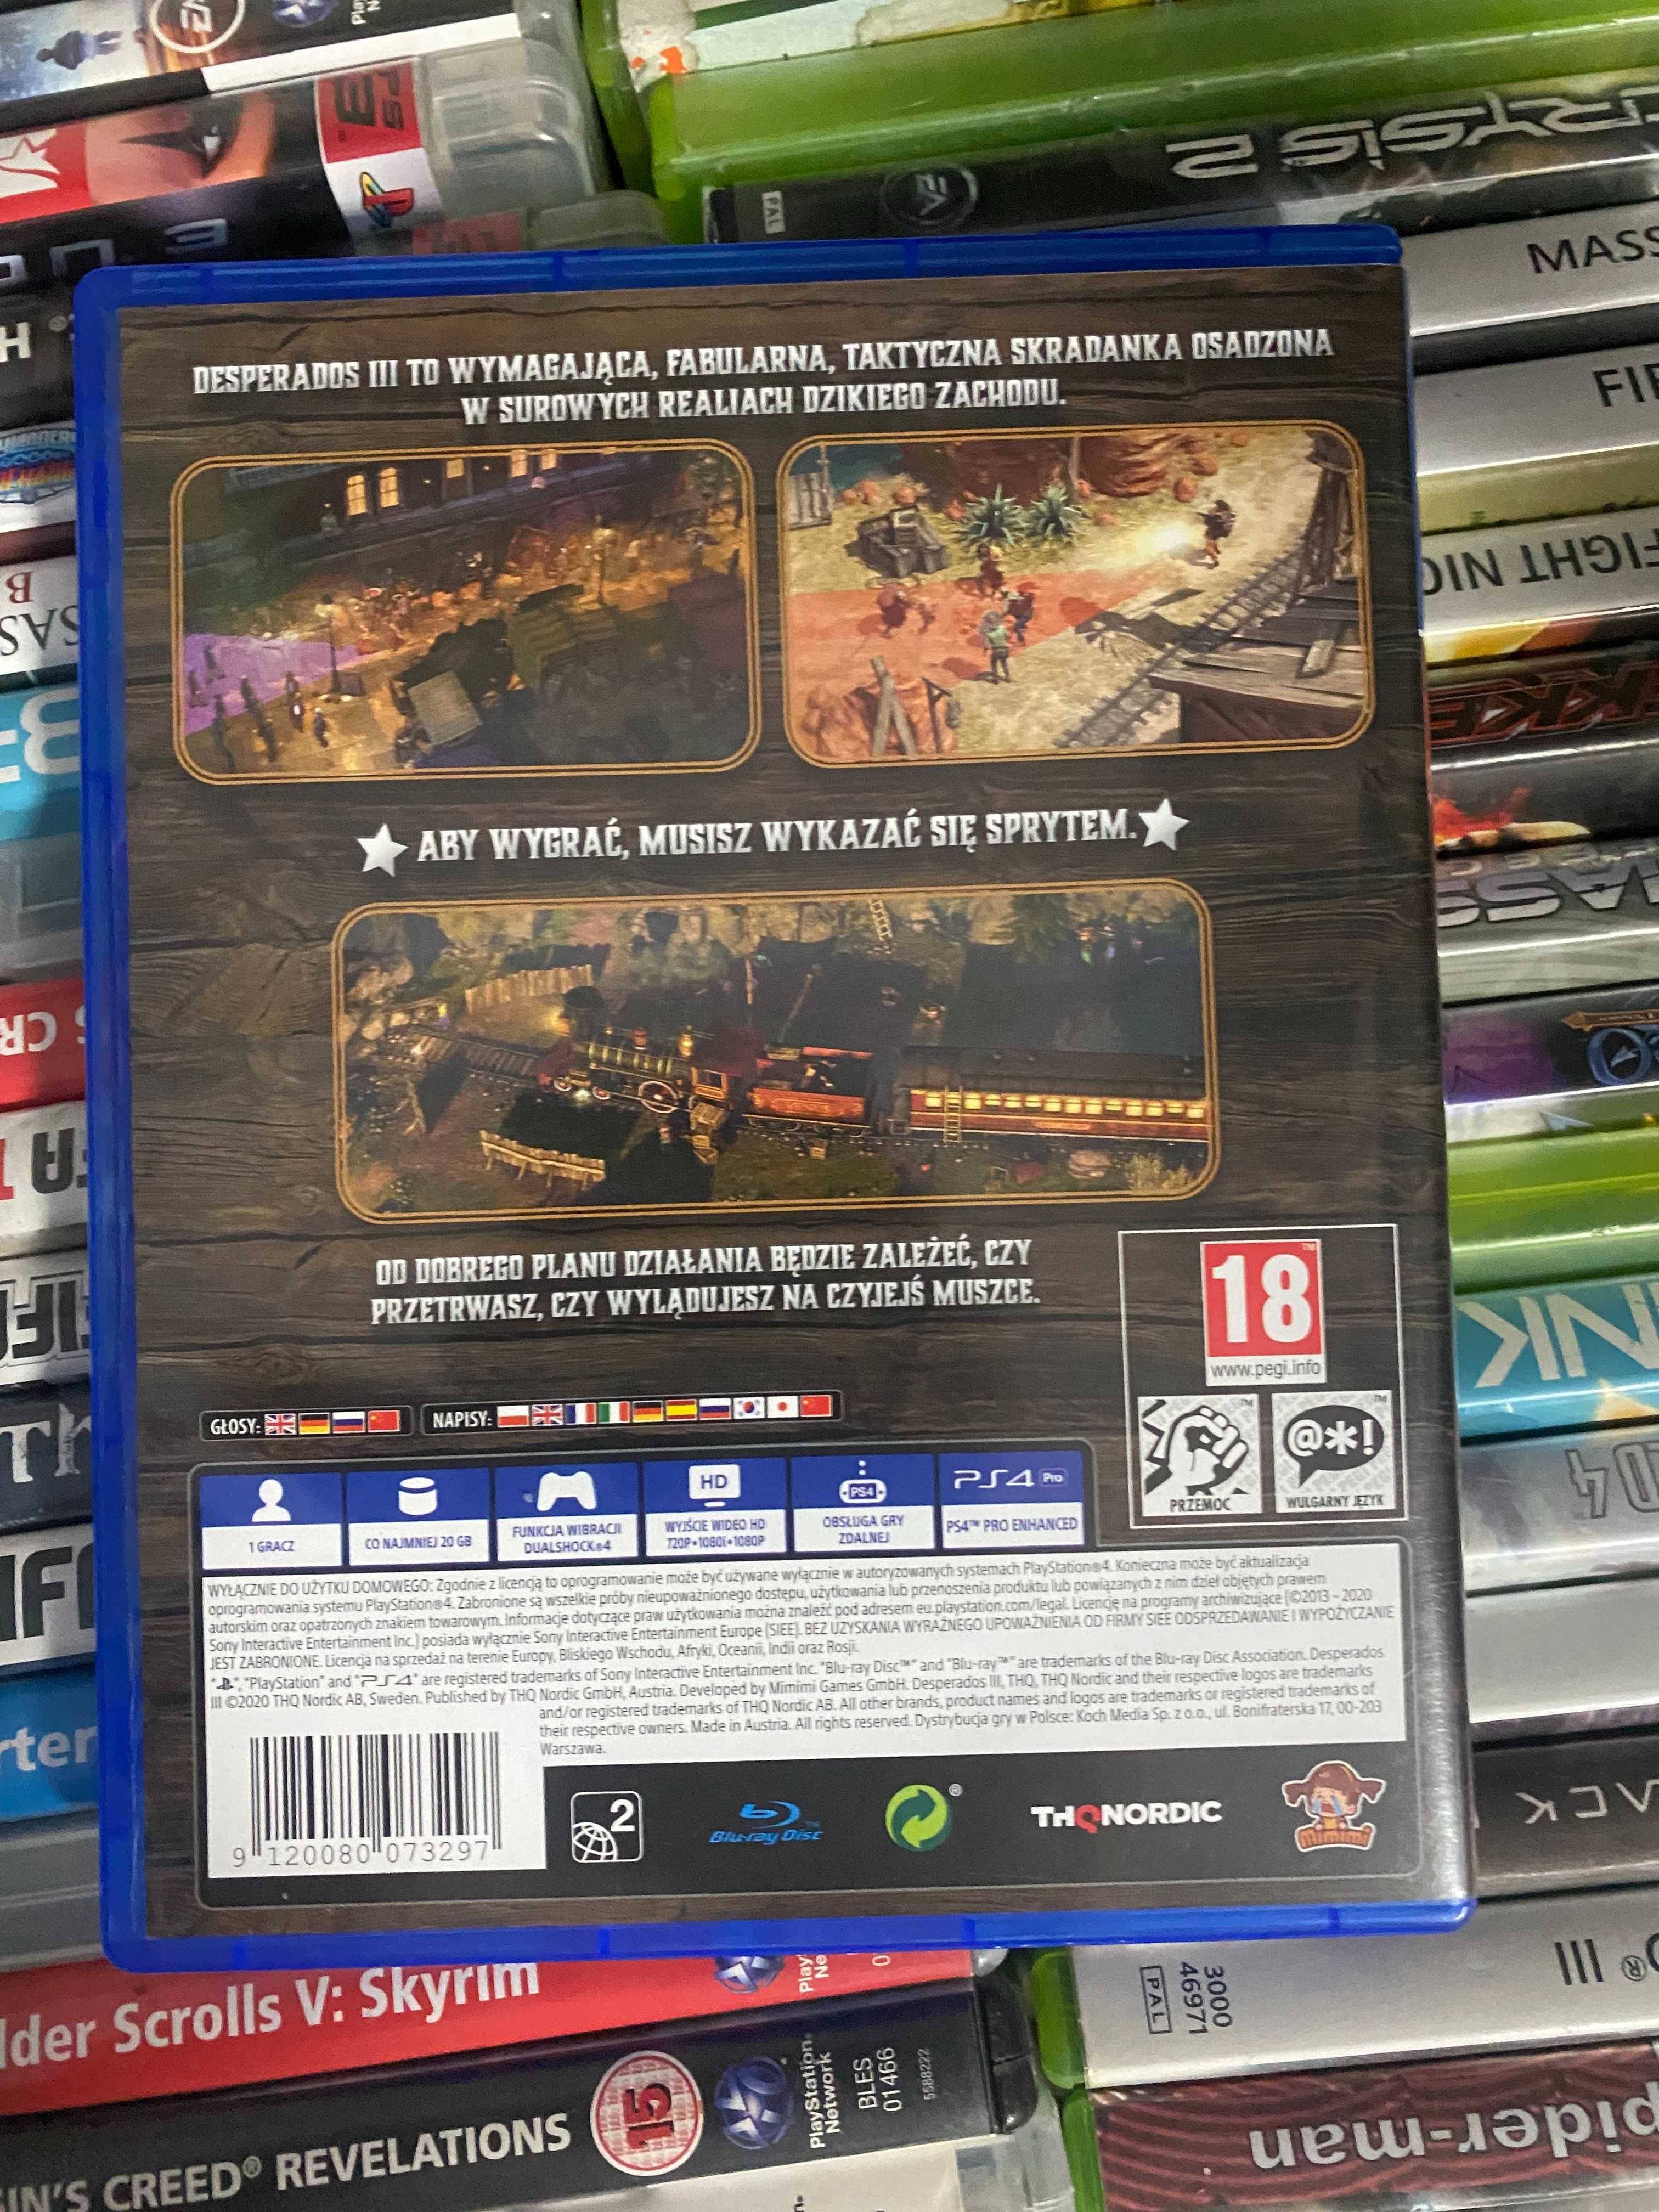 PS3
CRYSIS 2
EA
PAL
MASS
FIGHT NIG
DESPERADOS III TO WYMAGAJĄCA, FABULARNA, TAKTYCZNA SKRADANKA OSADZONA
W SUROWYCH REALIACH DZIKIEGO ZACHODU.
ABY WYGRAĆ, MUSISZ WYKAZAĆ SIĘ SPRYTEM.
OD DOBREGO PLANU DZIAŁANIA BĘDZIE ZALEŻEĆ, CZY
PRZETRWASZ, CZY WYLĄDUJESZ NA CZYJEJŚ MUSZCE.
18
www.pegi.info
@*!
PRZEMOC
WULGARNY JĘZYK
GŁOSY:
NAPISY:
HD
PS4
PS4 Pro
1 GRACZ
CO NAJMNIEJ 20 GB
FUNKCJA WIBRACJI
DUALSHOCK®4
WYJŚCIE WIDEO HD
720P•1080i•1080P
OBSŁUGA GRY
ZDALNEJ
PS4™ PRO ENHANCED
WYŁĄCZNIE DO UŻYTKU DOMOWEGO: Zgodnie z licencją to oprogramowanie może być używane wyłącznie w autoryzowanych systemach PlayStation®4. Konieczna może być aktualizacja
oprogramowania systemu PlayStation®4. Zabronione są wszelkie próby nieupoważnionego dostępu, użytkowania lub przenoszenia produktu lub powiązanych z nim dzieł objętych prawem
autorskim oraz opatrzonych znakiem towarowym. Informacje dotyczące praw użytkowania można znaleźć pod adresem eu.playstation.com/legal. Licencję na programy archiwizujące (©2013 - 2020
Sony Interactive Entertainment Inc.) posiada wyłącznie Sony Interactive Entertainment Europe (SIEE). BEZ UZYSKANIA WYRAŹNEGO UPOWAŻNIENIA OD FIRMY SIEE ODSPRZEDAWANIE I WYPOŻYCZANIE
JEST ZABRONIONE. Licencja na sprzedaż na terenie Europy, Bliskiego Wschodu, Afryki, Oceanii, Indii oraz Rosji.
"PlayStation" and "PS4" are registered trademarks of Sony Interactive Entertainment Inc. "Blu-ray Disc™" and "Blu-ray™" are trademarks of the Blu-ray Disc Association. Desperados
III ©2020 THQ Nordic AB, Sweden. Published by THQ Nordic GmbH, Austria. Developed by Mimimi Games GmbH. Desperados III, THQ, THQ Nordic and their respective logos are trademarks
and/or registered trademarks of THQ Nordic AB. All other brands, product names and logos are trademarks or registered trademarks of
their respective owners. Made in Austria. All rights reserved. Dystrybucja gry w Polsce: Koch Media Sp. z o.o., ul. Bonifraterska 17, 00-203
Warszawa.
9 120080 073297
2
Blu-ray Disc
THQ NORDIC
mimimi
lder Scrolls V: Skyrim
IN'S CREED® REVELATIONS
15
PlayStation
Network
BLES
01466
5588222
PAL
3000
46971
III
pider-man